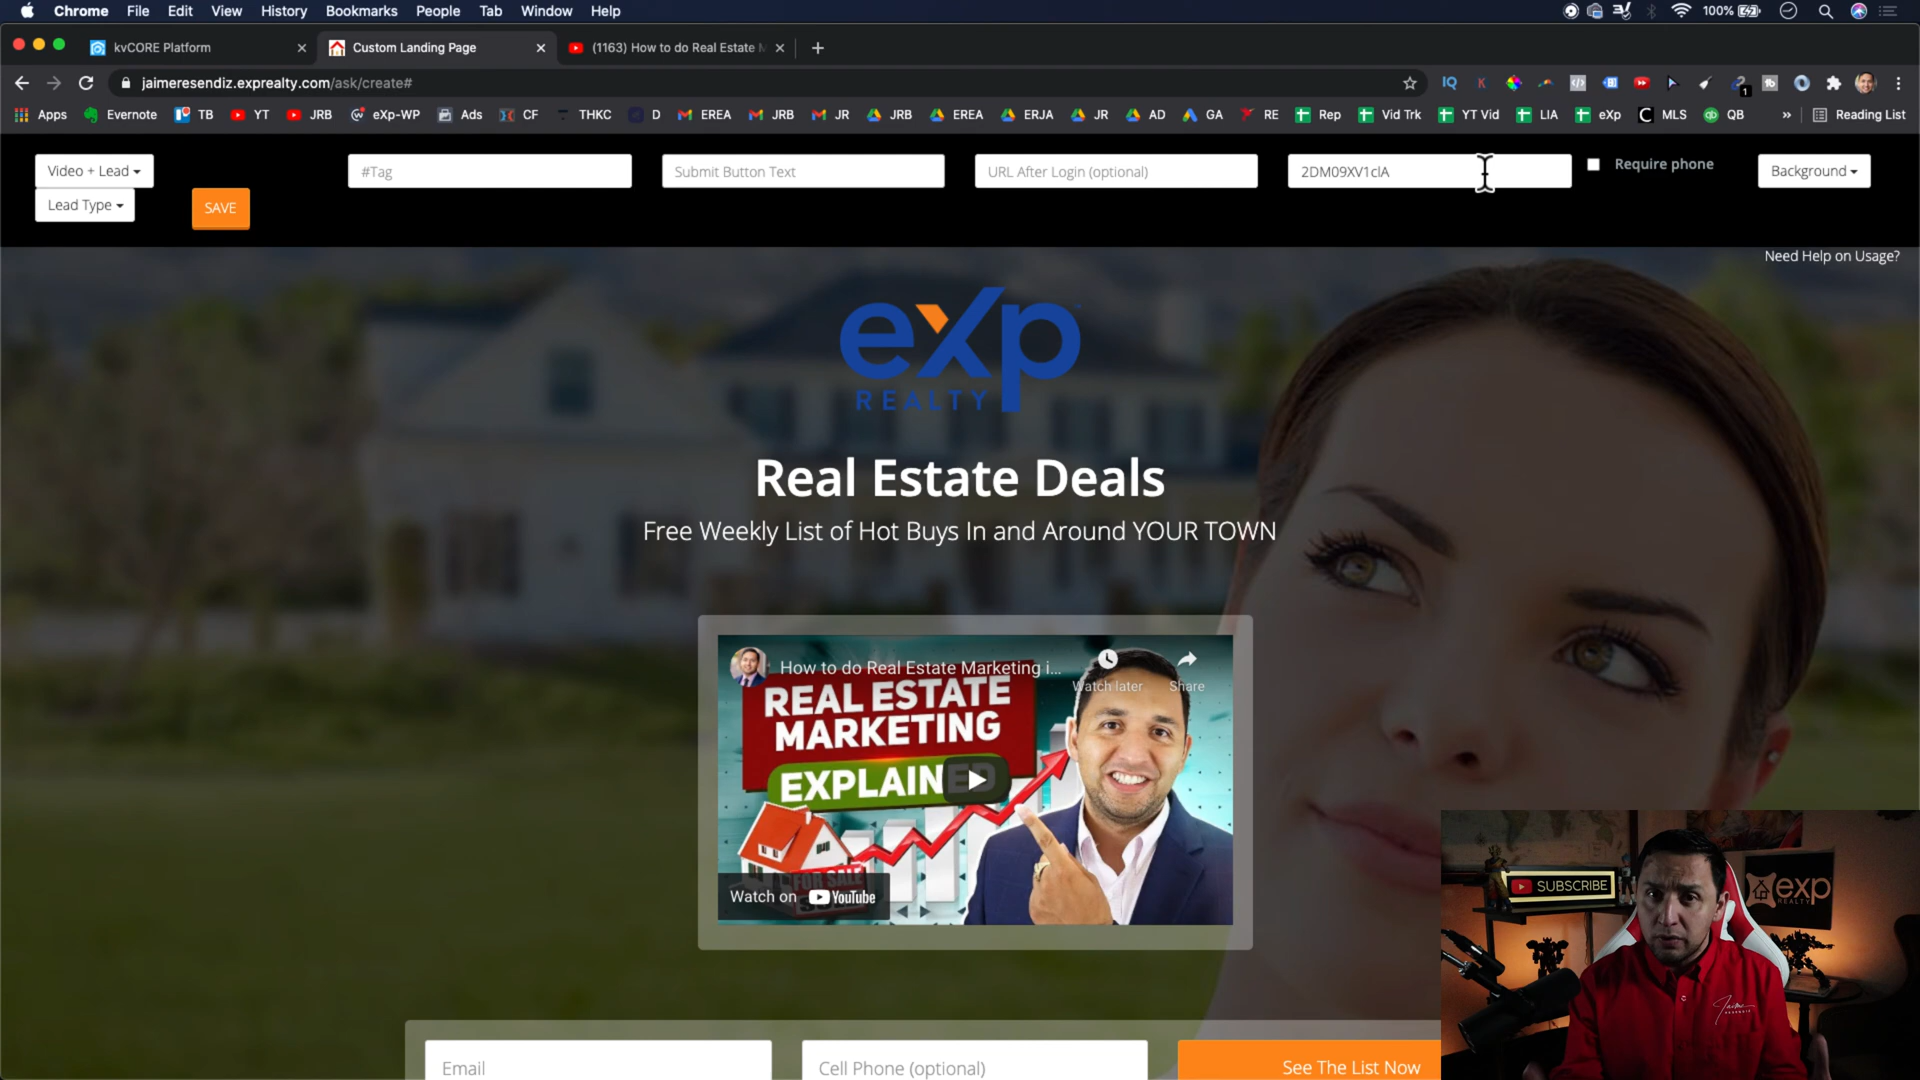 Chrome File Edit View History Bookmarks People Tab Window Help 100%
kvCORE Platform Custom Landing Page (1163) How to do Real Estate M
jaimeresendiz.exprealty.com/ask/create#
Apps Evernote TB YT JRB eXp-WP Ads CF THKC D EREA JRB JR JRB EREA ERJA JR AD GA RE Rep Vid Trk YT Vid LIA eXp MLS QB » Reading List
Video + Lead #Tag Submit Button Text URL After Login (optional) 2DM09XV1clA Require phone Background
Lead Type SAVE
Need Help on Usage?
eXp
REALTY
Real Estate Deals
Free Weekly List of Hot Buys In and Around YOUR TOWN
How to do Real Estate Marketing i...
Watch later Share
REAL ESTATE
MARKETING
EXPLAINED
FOR SALE
Watch on YouTube
SUBSCRIBE
exp
REALTY
Jaime
RESENDIZ
Email Cell Phone (optional) See The List Now